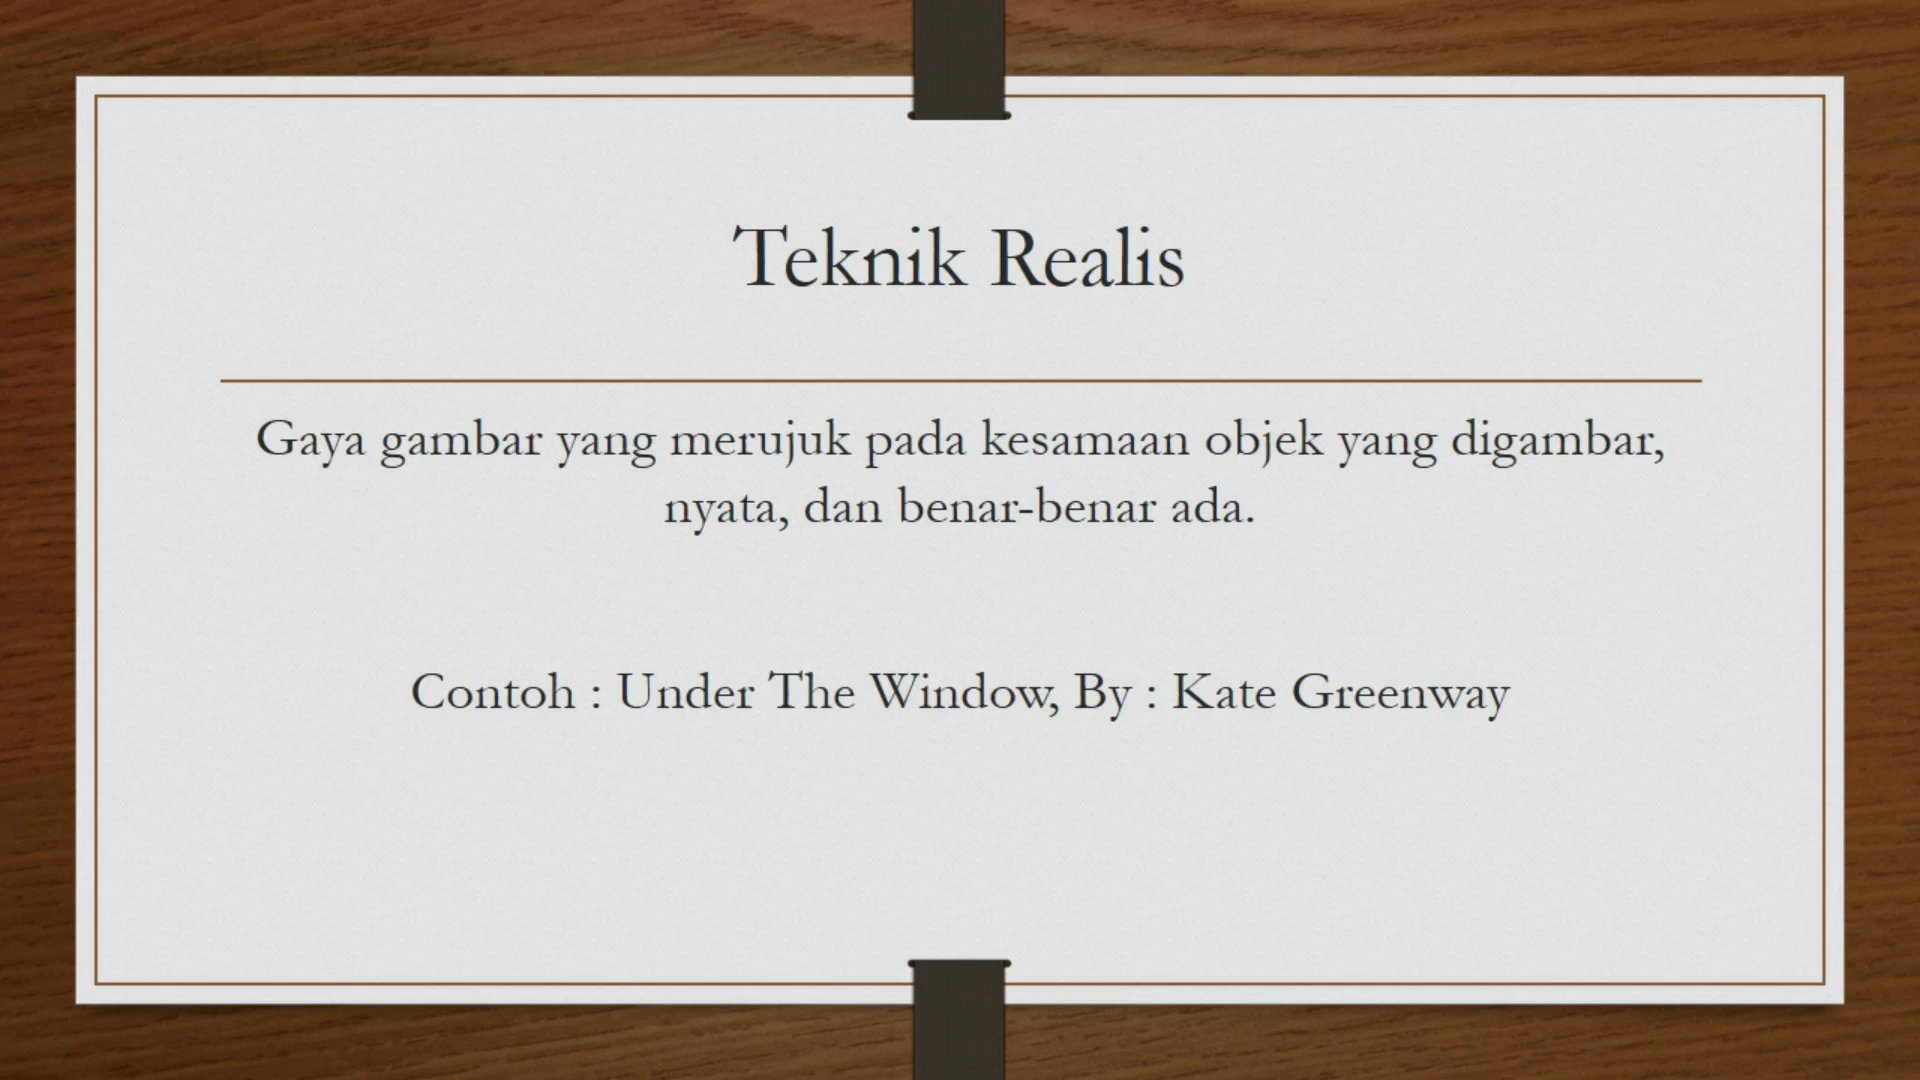 Teknik Realis
Gaya gambar yang merujuk pada kesamaan objek yang digambar,
nyata, dan benar-benar ada.
Contoh : Under The Window, By : Kate Greenway